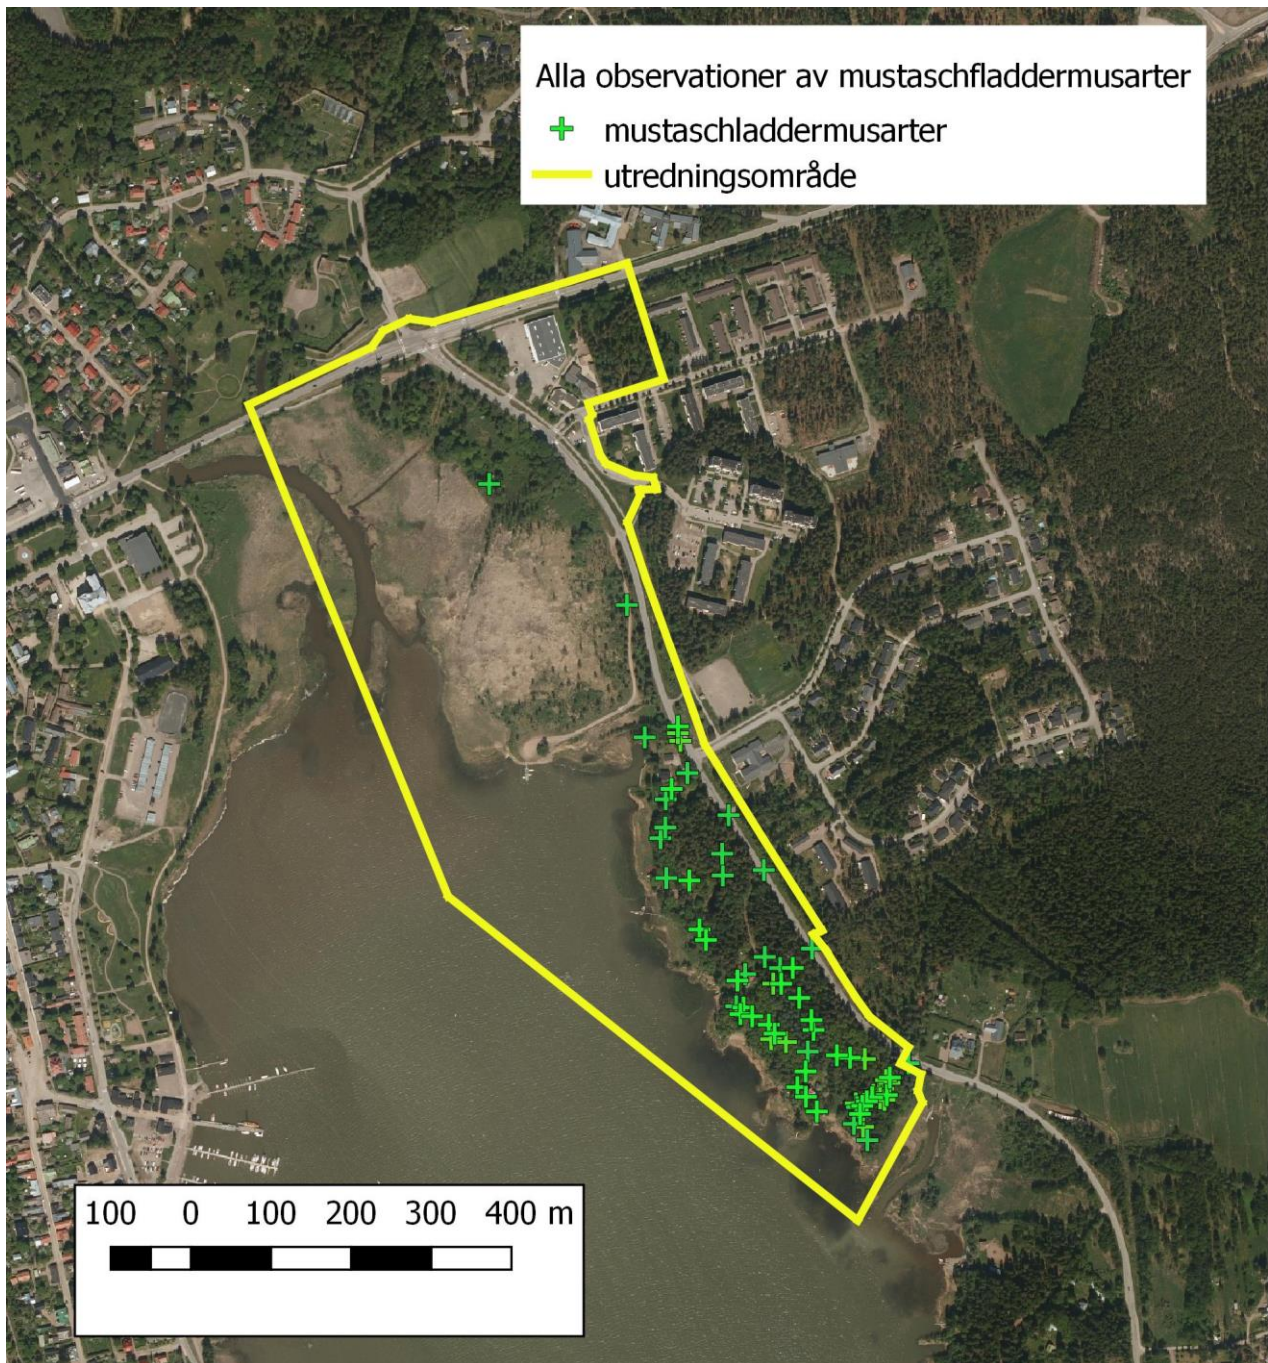 Alla observationer av mustaschfladdermusarter
mustaschladdermusarter
utredningsområde
100 0 100 200 300 400 m